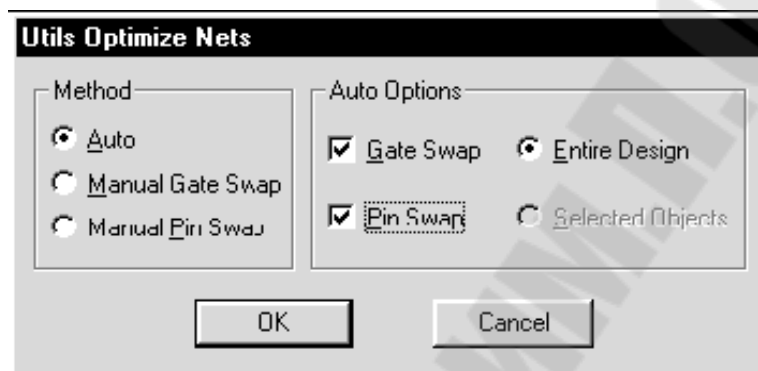 Utils Optimize Nets
Method
Auto
Manual Gate Swap
Manual Pin Swap
Auto Options
Gate Swap
Entire Design
Pin Swap
Selected Objects
OK
Cancel